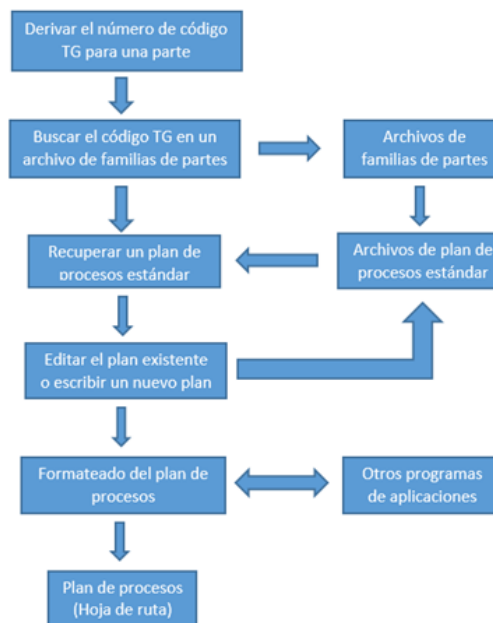 Derivar el número de código
TG para una parte
Buscar el código TG en un
archivo de familias de partes
Archivos de
familias de partes
Recuperar un plan de
procesos estándar
Archivos de plan de
procesos estándar
Editar el plan existente
o escribir un nuevo plan
Formateado del plan de
procesos
Otros programas
de aplicaciones
Plan de procesos
(Hoja de ruta)